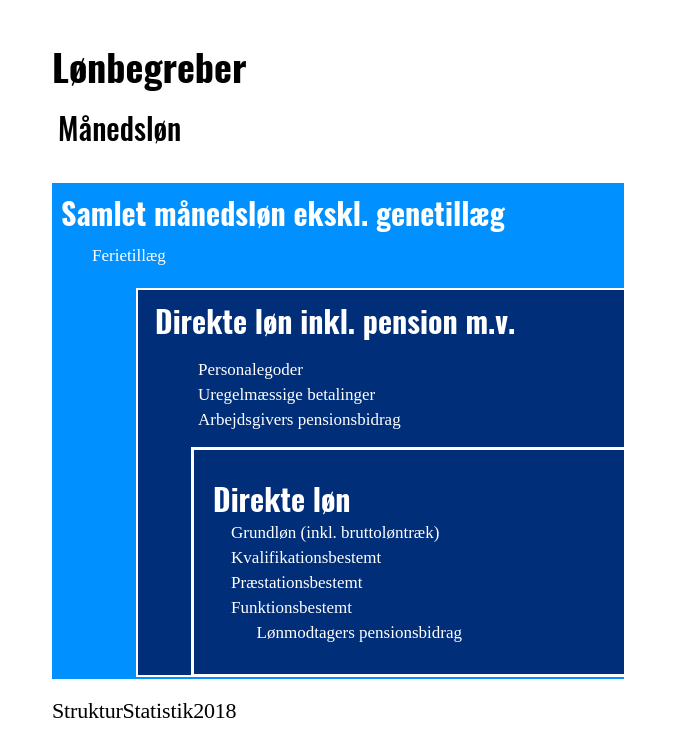 Lønbegreber
Månedsløn
Samlet månedsløn ekskl. genetillæg
Ferietillæg
Direkte løn inkl. pension m.v.
Personalegoder
Uregelmæssige betalinger
Arbejdsgivers pensionsbidrag
Direkte løn
Grundløn (inkl. bruttoløntræk)
Kvalifikationsbestemt
Præstationsbestemt
Funktionsbestemt
Lønmodtagers pensionsbidrag
StrukturStatistik2018